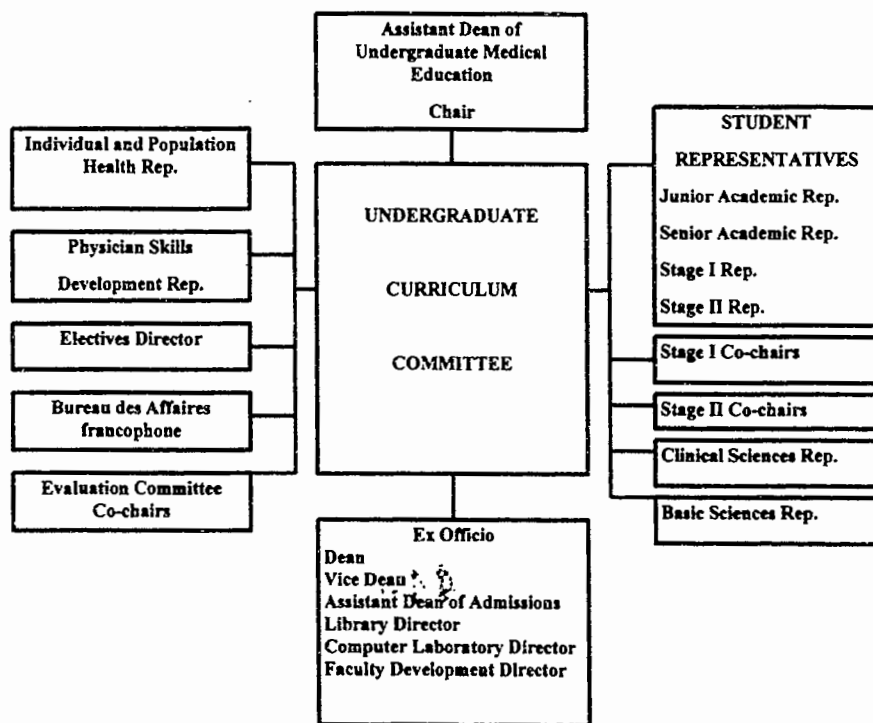 Assistant Dean of
Undergraduate Medical
Education
Chair
Individual and Population
Health Rep.
Physician Skills
Development Rep.
Electives Director
Bureau des Affaires
francophone
Evaluation Committee
Co-chairs
UNDERGRADUATE
CURRICULUM
COMMITTEE
STUDENT
REPRESENTATIVES
Junior Academic Rep.
Senior Academic Rep.
Stage I Rep.
Stage II Rep.
Stage I Co-chairs
Stage II Co-chairs
Clinical Sciences Rep.
Basic Sciences Rep.
Ex Officio
Dean
Vice Dean
Assistant Dean of Admissions
Library Director
Computer Laboratory Director
Faculty Development Director